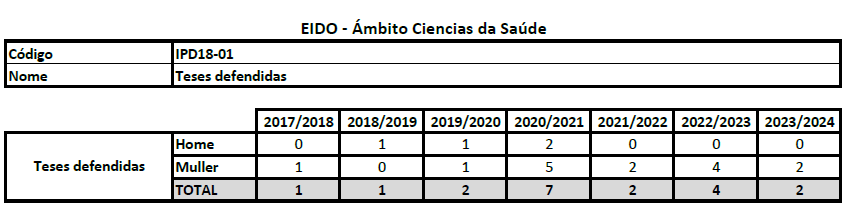 EIDO - Ámbito Ciencias da Saúde
Código IPD18-01
Nome Teses defendidas
2017/2018 2018/2019 2019/2020 2020/2021 2021/2022 2022/2023 2023/2024
Teses defendidas
Home 0 1 1 2 0 0 0
Muller 1 0 1 5 2 4 2
TOTAL 1 1 2 7 2 4 2